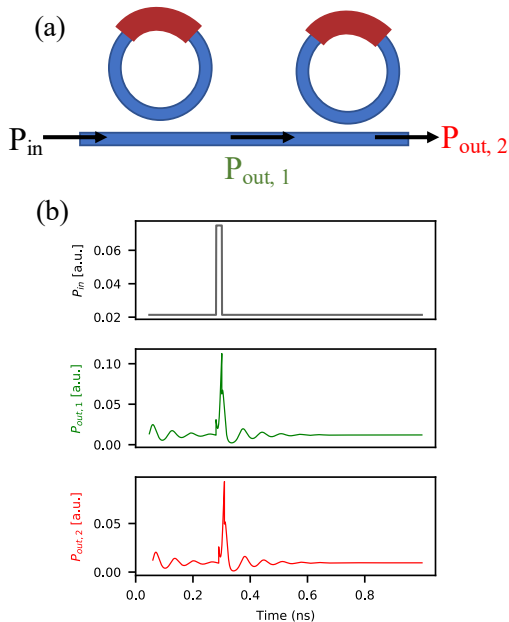 (a)
P_in
P_out, 1
P_out, 2
(b)
P_in [a.u.]
0.06
0.04
0.02
P_out,1 [a.u.]
0.10
0.05
0.00
P_out,2 [a.u.]
0.05
0.00
0.0 0.2 0.4 0.6 0.8
Time (ns)